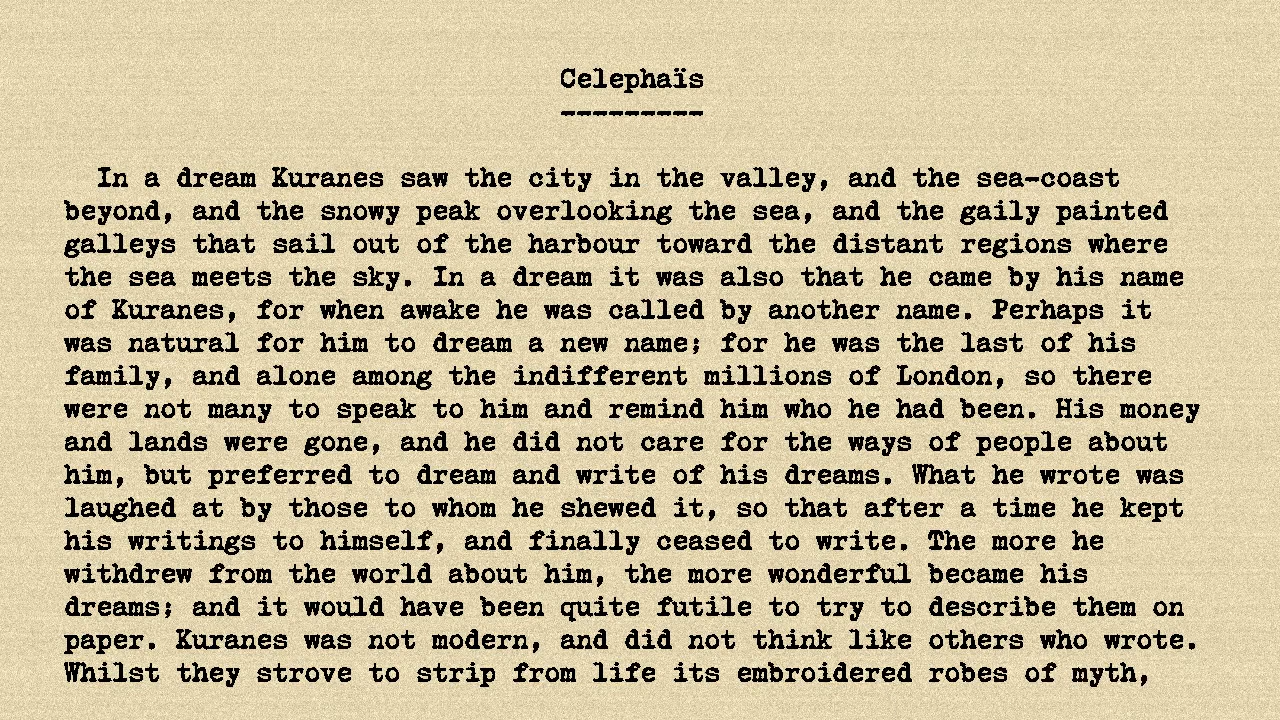 Celephaïs
---------
In a dream Kuranes saw the city in the valley, and the sea-coast
beyond, and the snowy peak overlooking the sea, and the gaily painted
galleys that sail out of the harbour toward the distant regions where
the sea meets the sky. In a dream it was also that he came by his name
of Kuranes, for when awake he was called by another name. Perhaps it
was natural for him to dream a new name; for he was the last of his
family, and alone among the indifferent millions of London, so there
were not many to speak to him and remind him who he had been. His money
and lands were gone, and he did not care for the ways of people about
him, but preferred to dream and write of his dreams. What he wrote was
laughed at by those to whom he shewed it, so that after a time he kept
his writings to himself, and finally ceased to write. The more he
withdrew from the world about him, the more wonderful became his
dreams; and it would have been quite futile to try to describe them on
paper. Kuranes was not modern, and did not think like others who wrote.
Whilst they strove to strip from life its embroidered robes of myth,